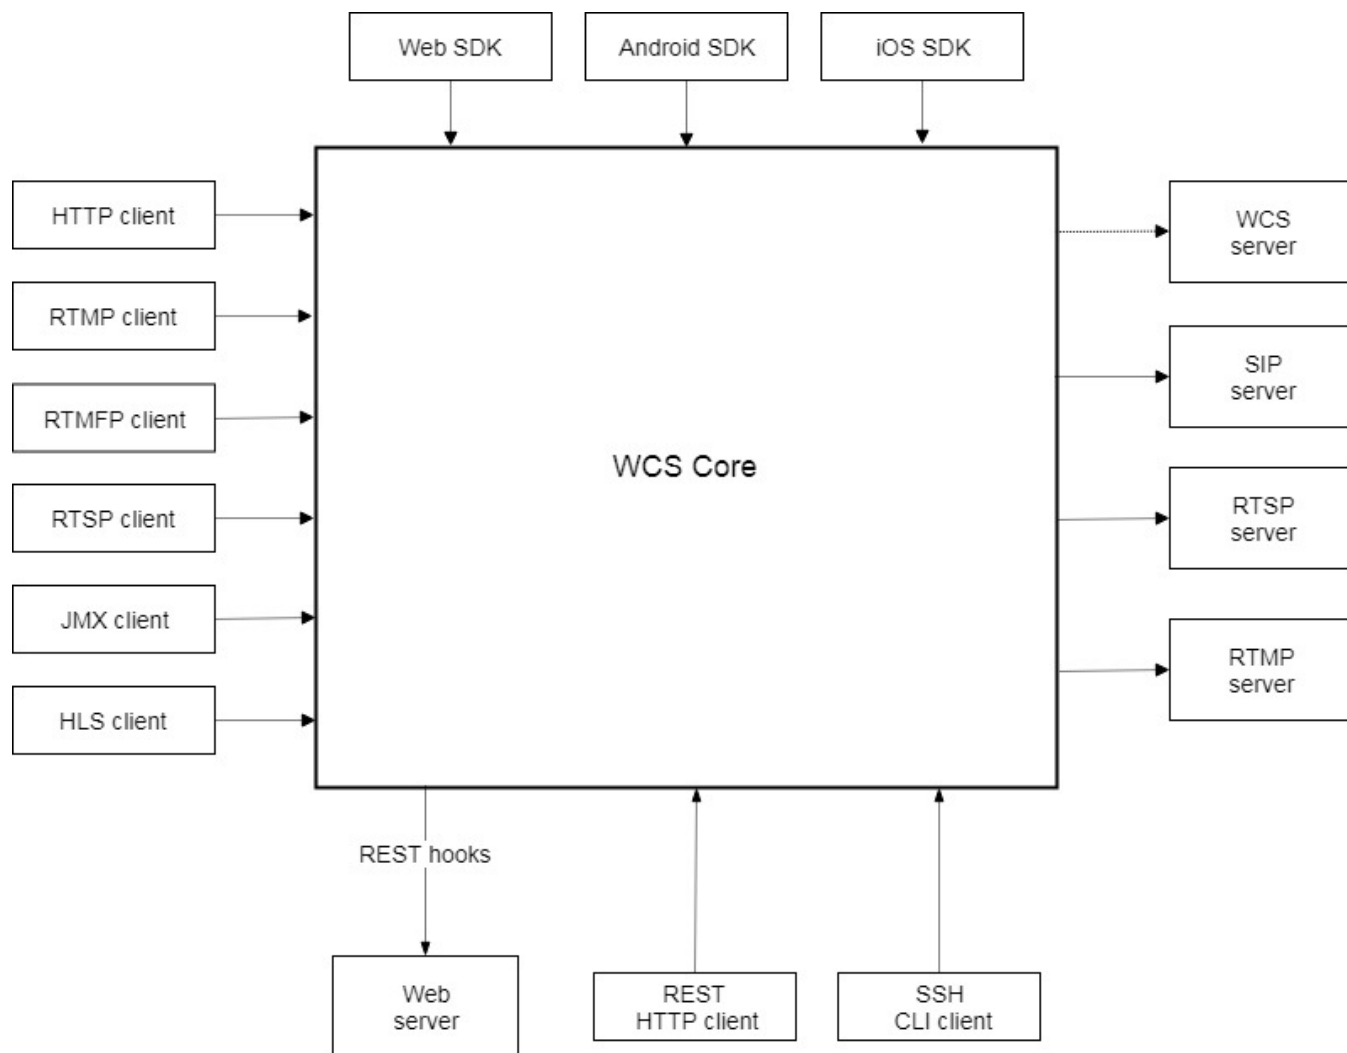 Web SDK
Android SDK
iOS SDK
HTTP client
RTMP client
RTMFP client
RTSP client
JMX client
HLS client
WCS Core
WCS
server
SIP
server
RTSP
server
RTMP
server
REST hooks
Web
server
REST
HTTP client
SSH
CLI client